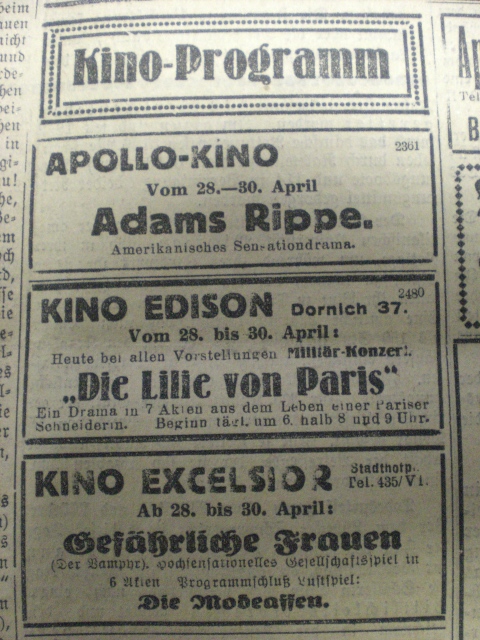 Kino-Programm
APOLLO-KINO 2361
Vom 28.—30. April
Adams Rippe.
Amerikanisches Sensationdrama.
KINO EDISON Dornich 37. 2480
Vom 28. bis 30. April:
Heute bei allen Vorstellungen Militär-Konzert.
„Die Lilie von Paris“
Ein Drama in 7 Akten aus dem Leben einer Pariser
Schneiderin. Beginn tägl. um 6, halb 8 und 9 Uhr.
KINO EXCELSIOR Stadthotp.
Tel. 435/VI.
Ab 28. bis 30. April:
Gefährliche Frauen
(Der Vamphr). Hochsensationelles Gesellschaftsspiel in
6 Akten Programmschluß Lustspiel:
Die Modeaffen.